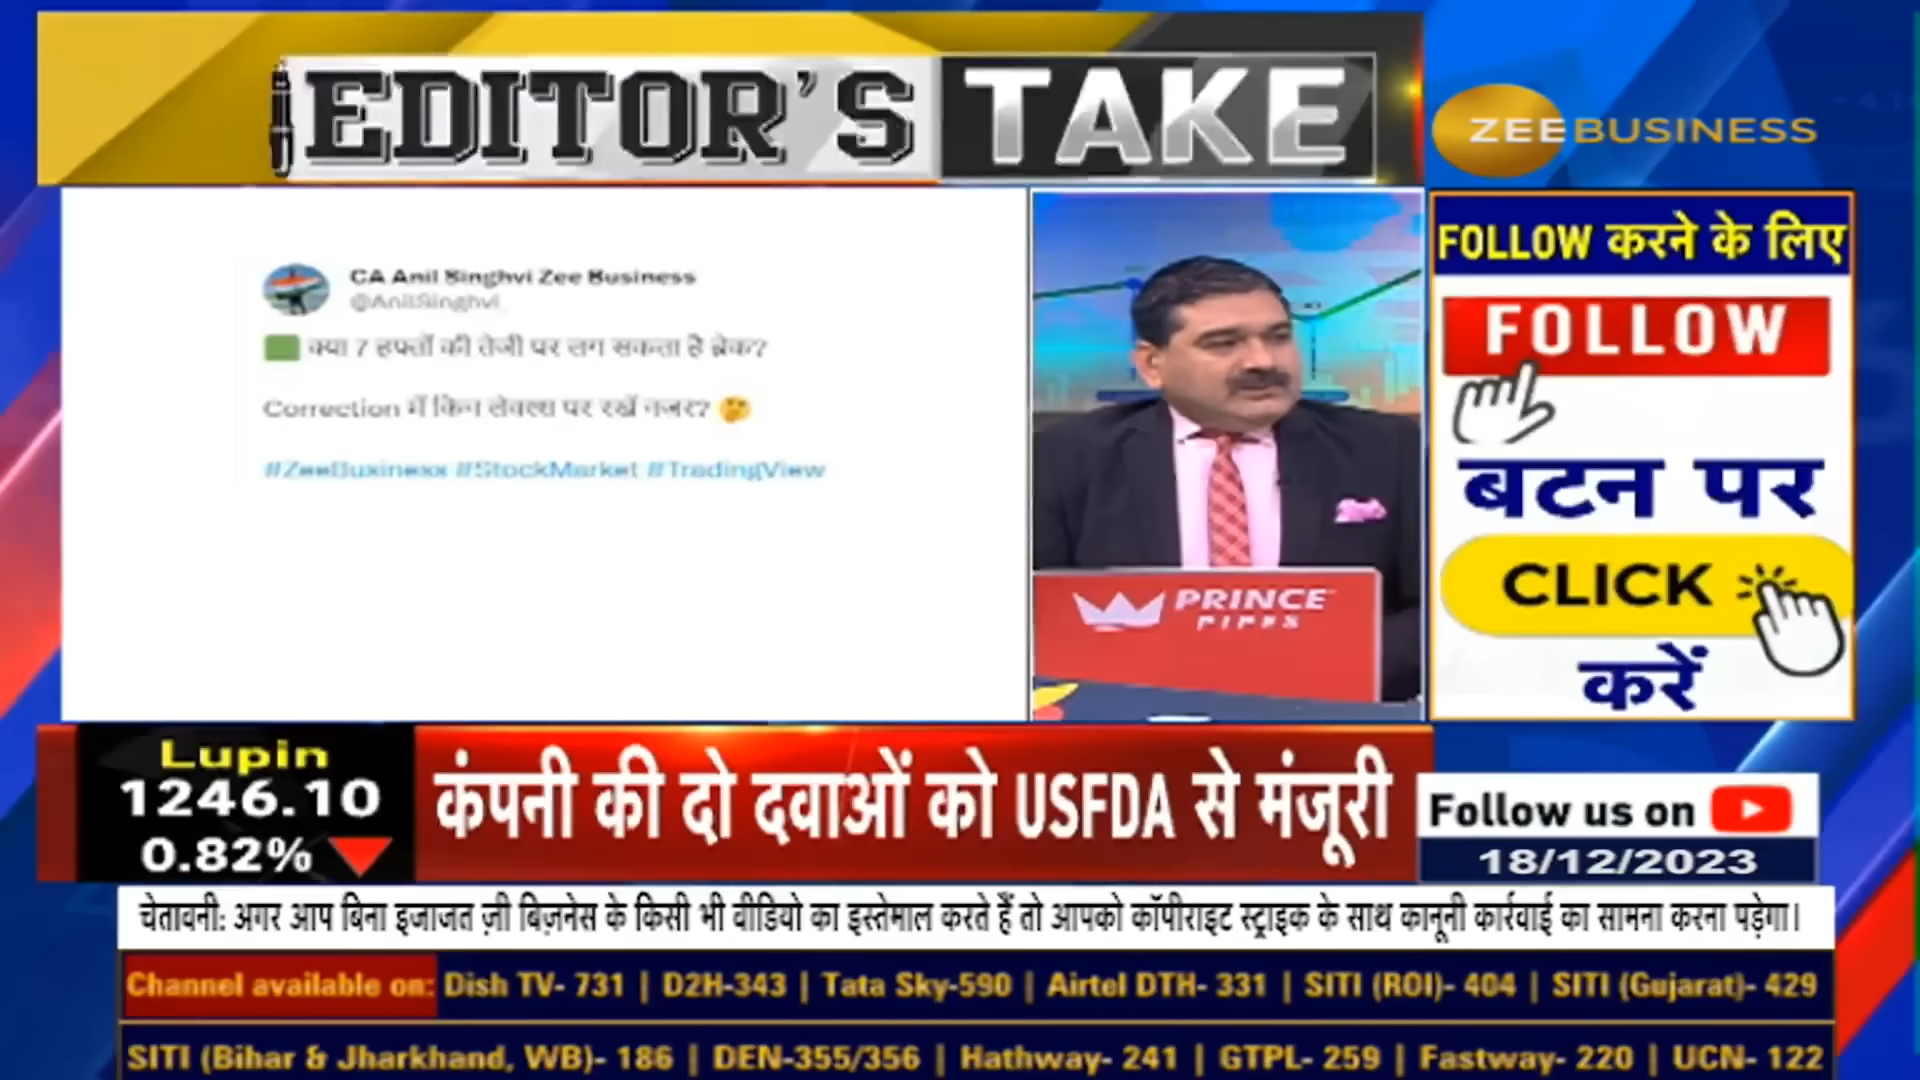 EDITOR'S TAKE
ZEEBUSINESS
CA Anil Singhvi Zee Business
@AnilSinghvi_
क्या 7 हफ्तों की तेजी पर लग सकता है ब्रेक?
Correction में किन लेवल्स पर रखें नजर? 🤔
#ZeeBusiness #StockMarket #TradingView
PRINCE
PIPES
FOLLOW करने के लिए
FOLLOW
बटन पर
CLICK
करें
Lupin
1246.10
0.82%
कंपनी की दो दवाओं को USFDA से मंजूरी
Follow us on
18/12/2023
चेतावनी: अगर आप बिना इजाजत ज़ी बिज़नेस के किसी भी वीडियो का इस्तेमाल करते हैं तो आपको कॉपीराइट स्ट्राइक के साथ कानूनी कार्रवाई का सामना करना पड़ेगा।
Channel available on: Dish TV- 731 | D2H-343 | Tata Sky-590 | Airtel DTH- 331 | SITI (ROI)- 404 | SITI (Gujarat)- 429
SITI (Bihar & Jharkhand, WB)- 186 | DEN-355/356 | Hathway- 241 | GTPL- 259 | Fastway- 220 | UCN- 122